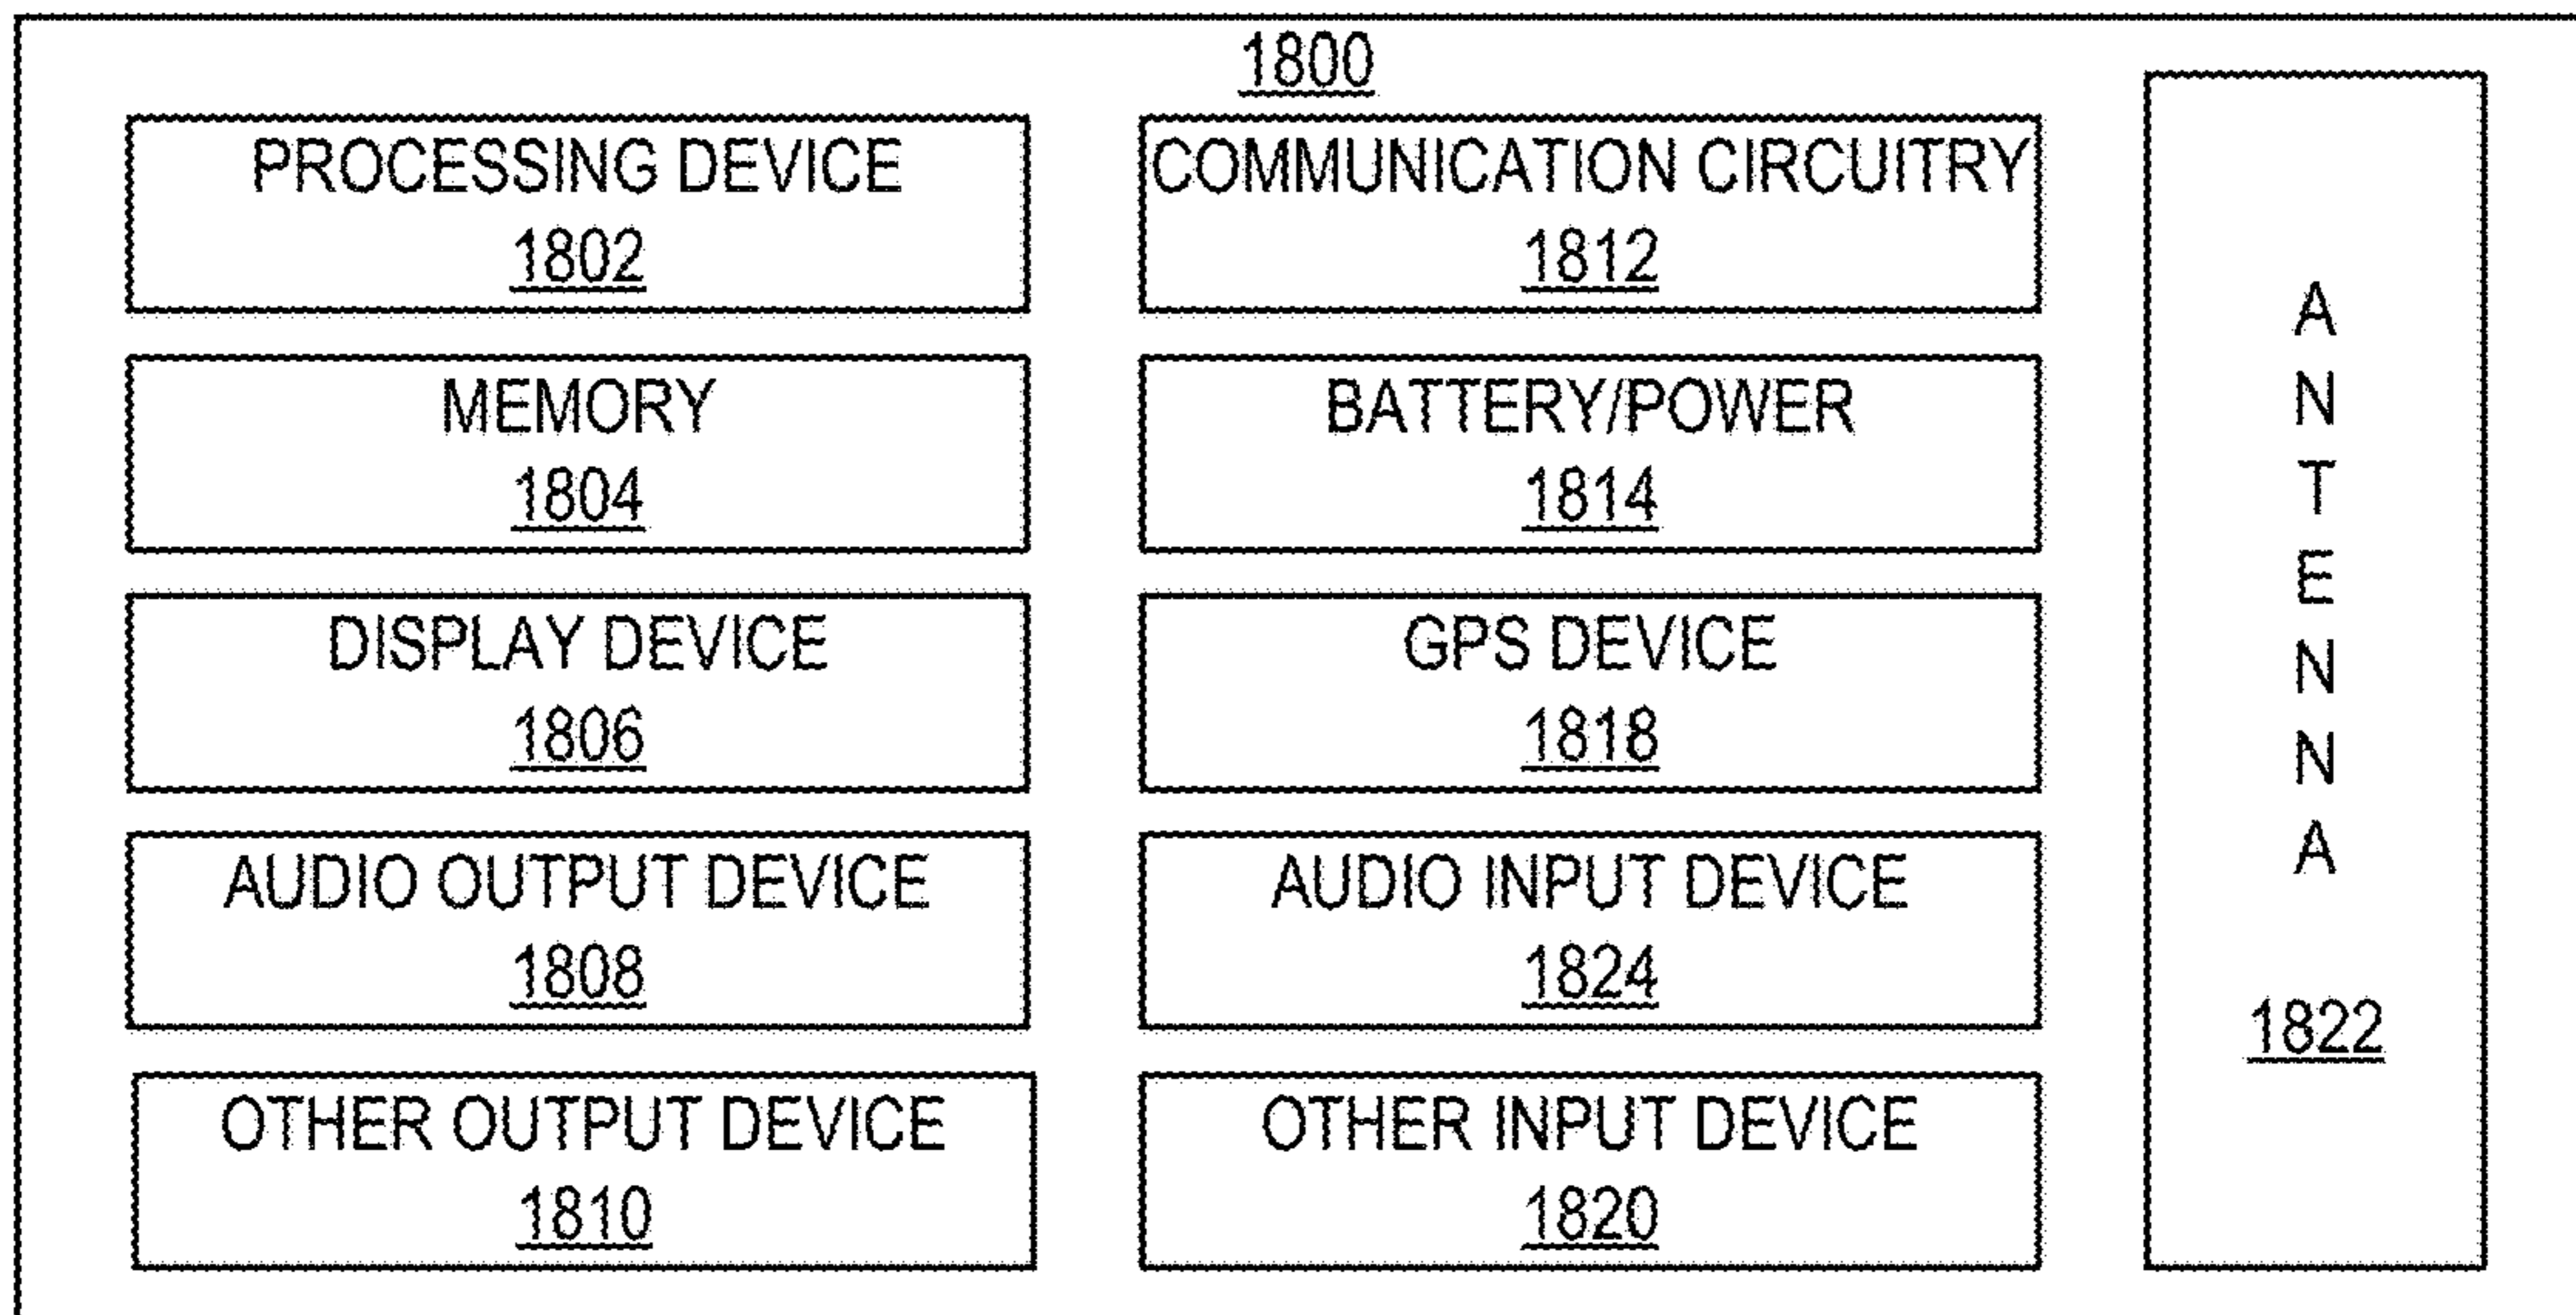 1800
PROCESSING DEVICE
1802
COMMUNICATION CIRCUITRY
1812
MEMORY
1804
BATTERY/POWER
1814
DISPLAY DEVICE
1806
GPS DEVICE
1818
AUDIO OUTPUT DEVICE
1808
AUDIO INPUT DEVICE
1824
OTHER OUTPUT DEVICE
1810
OTHER INPUT DEVICE
1820
ANTENNA
1822